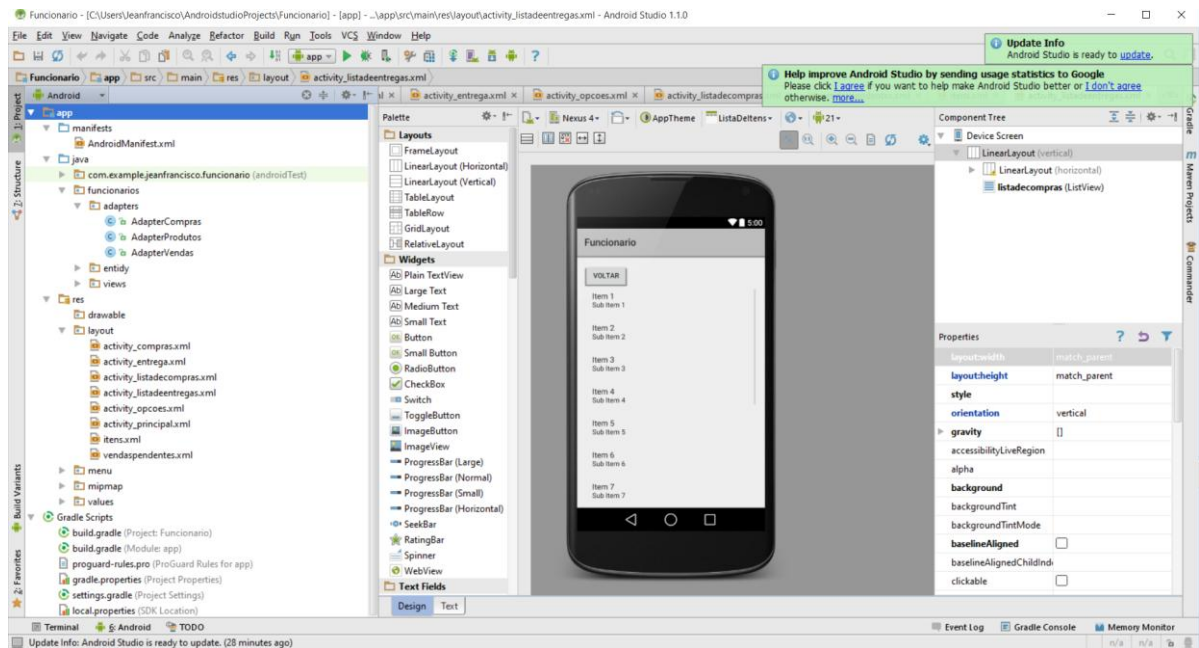 Funcionario - [C:\Users\Jeanfrancisco\AndroidstudioProjects\Funcionario] - [app] - ...\app\src\main\res\layout\activity_listadeentregas.xml - Android Studio 1.1.0
File Edit View Navigate Code Analyze Refactor Build Run Tools VCS Window Help
Update Info
Android Studio is ready to update.
app
?
Funcionario app src main res layout activity_listadeentregas.xml
Help improve Android Studio by sending usage statistics to Google
Please click I agree if you want to help make Android Studio better or I don't agree
otherwise. more...
1: Project
Z: Structure
Build Variants
2: Favorites
Android
activity_entrega.xml
activity_opcoes.xml
activity_listadecompras
app
manifests
AndroidManifest.xml
java
com.example.jeanfrancisco.funcionario (androidTest)
funcionarios
adapters
AdapterCompras
AdapterProdutos
AdapterVendas
entidy
views
res
drawable
layout
activity_compras.xml
activity_entrega.xml
activity_listadecompras.xml
activity_listadeentregas.xml
activity_opcoes.xml
activity_principal.xml
itens.xml
vendaspendentes.xml
menu
mipmap
values
Gradle Scripts
build.gradle (Project: Funcionario)
build.gradle (Module: app)
proguard-rules.pro (ProGuard Rules for app)
gradle.properties (Project Properties)
settings.gradle (Project Settings)
local.properties (SDK Location)
Palette
Layouts
FrameLayout
LinearLayout (Horizontal)
LinearLayout (Vertical)
TableLayout
TableRow
GridLayout
RelativeLayout
Widgets
Plain TextView
Large Text
Medium Text
Small Text
Button
Small Button
RadioButton
CheckBox
Switch
ToggleButton
ImageButton
ImageView
ProgressBar (Large)
ProgressBar (Normal)
ProgressBar (Small)
ProgressBar (Horizontal)
SeekBar
RatingBar
Spinner
WebView
Text Fields
Design Text
Nexus 4 AppTheme ListaDeItens 21
5:00
Funcionario
VOLTAR
Item 1
Sub Item 1
Item 2
Sub Item 2
Item 3
Sub Item 3
Item 4
Sub Item 4
Item 5
Sub Item 5
Item 6
Sub Item 6
Item 7
Sub Item 7
Component Tree
Device Screen
LinearLayout (vertical)
LinearLayout (horizontal)
listadecompras (ListView)
Properties
?
layout:width match_parent
layout:height match_parent
style
orientation vertical
gravity []
accessibilityLiveRegion
alpha
background
backgroundTint
backgroundTintMode
baselineAligned
baselineAlignedChildInd
clickable
Gradle
Maven Projects
Commander
Terminal 6: Android TODO
Event Log Gradle Console Memory Monitor
Update Info: Android Studio is ready to update. (28 minutes ago)
n/a n/a